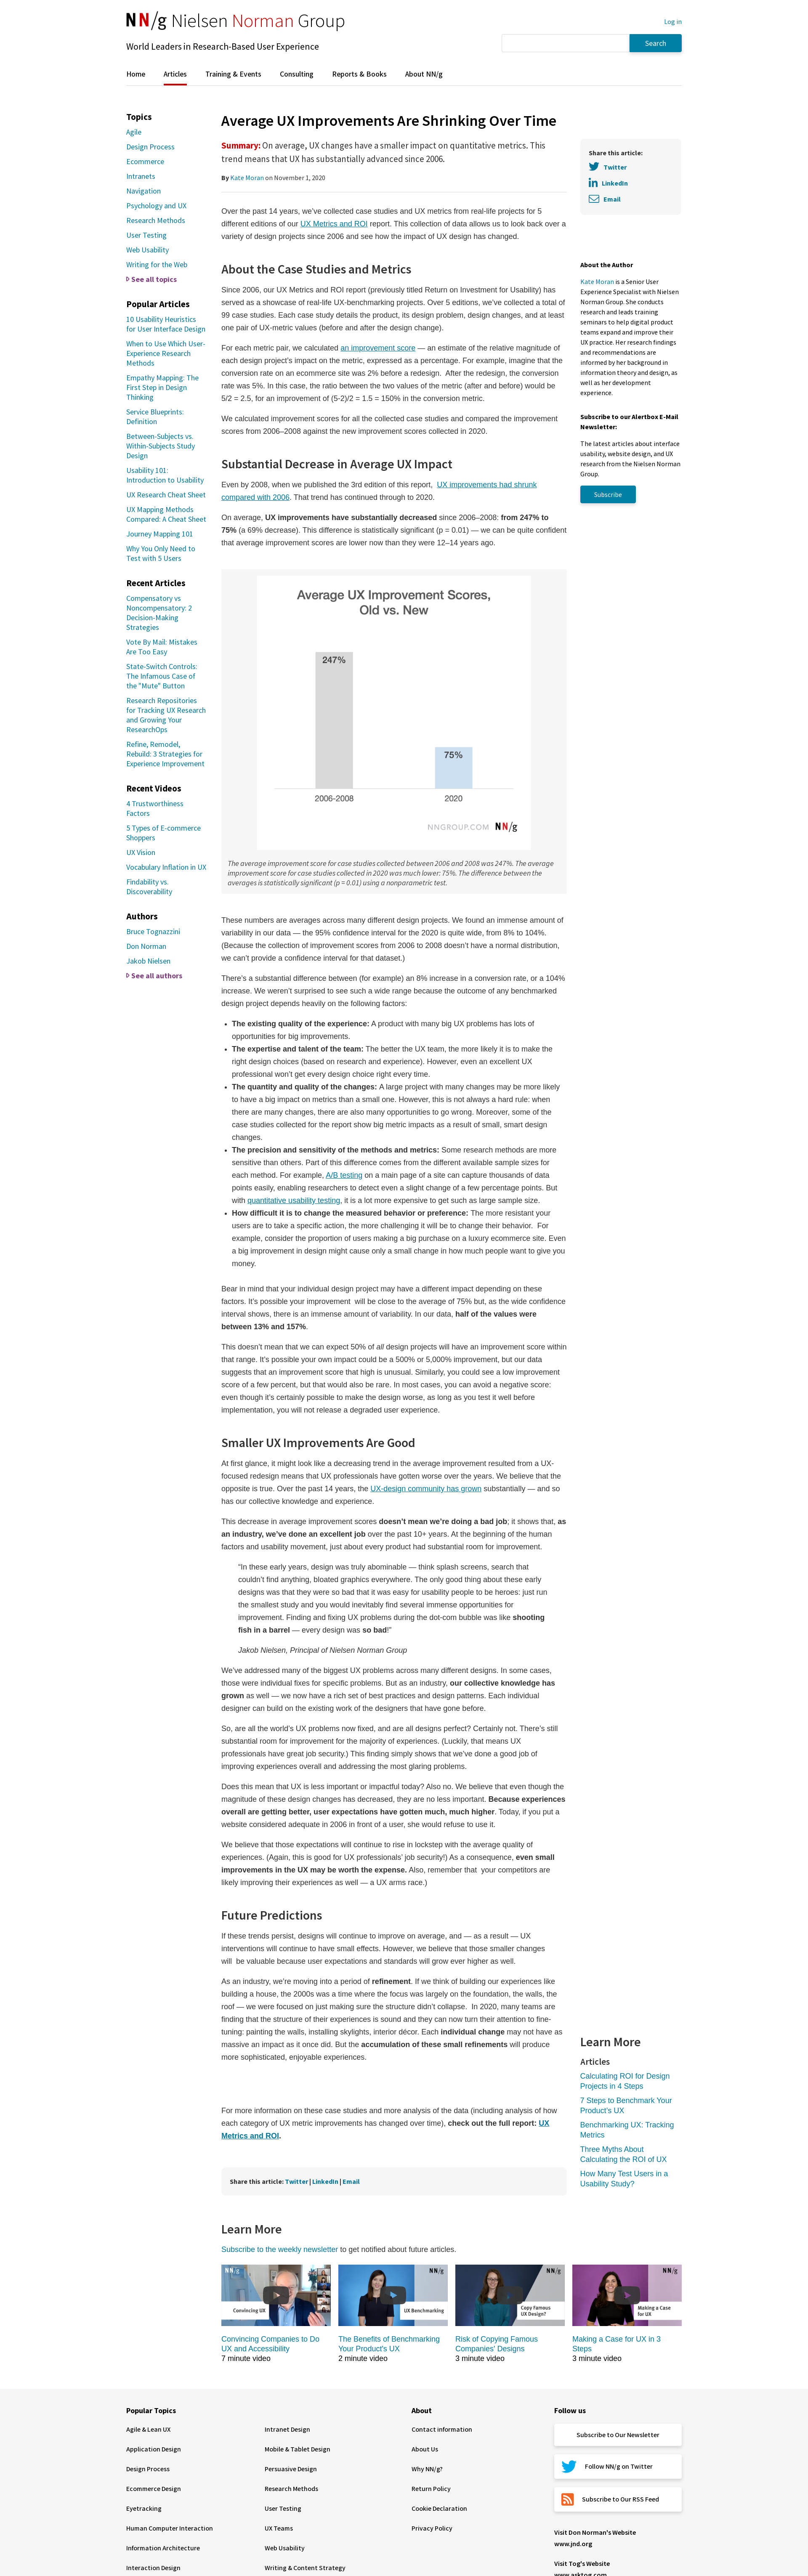 NN/g Nielsen Norman Group
World Leaders in Research-Based User Experience
Log in
Search
Home
Articles
Training & Events
Consulting
Reports & Books
About NN/g
Topics
Agile
Design Process
Ecommerce
Intranets
Navigation
Psychology and UX
Research Methods
User Testing
Web Usability
Writing for the Web
See all topics
Popular Articles
10 Usability Heuristics
for User Interface Design
When to Use Which User-
Experience Research
Methods
Empathy Mapping: The
First Step in Design
Thinking
Service Blueprints:
Definition
Between-Subjects vs.
Within-Subjects Study
Design
Usability 101:
Introduction to Usability
UX Research Cheat Sheet
UX Mapping Methods
Compared: A Cheat Sheet
Journey Mapping 101
Why You Only Need to
Test with 5 Users
Recent Articles
Compensatory vs
Noncompensatory: 2
Decision-Making
Strategies
Vote By Mail: Mistakes
Are Too Easy
State-Switch Controls:
The Infamous Case of
the "Mute" Button
Research Repositories
for Tracking UX Research
and Growing Your
ResearchOps
Refine, Remodel,
Rebuild: 3 Strategies for
Experience Improvement
Recent Videos
4 Trustworthiness
Factors
5 Types of E-commerce
Shoppers
UX Vision
Vocabulary Inflation in UX
Findability vs.
Discoverability
Authors
Bruce Tognazzini
Don Norman
Jakob Nielsen
See all authors
Average UX Improvements Are Shrinking Over Time
Summary: On average, UX changes have a smaller impact on quantitative metrics. This
trend means that UX has substantially advanced since 2006.
By Kate Moran on November 1, 2020
Over the past 14 years, we've collected case studies and UX metrics from real-life projects for 5
different editions of our UX Metrics and ROI report. This collection of data allows us to look back over a
variety of design projects since 2006 and see how the impact of UX design has changed.
About the Case Studies and Metrics
Since 2006, our UX Metrics and ROI report (previously titled Return on Investment for Usability) has
served as a showcase of real-life UX-benchmarking projects. Over 5 editions, we've collected a total of
99 case studies. Each case study details the product, team, problem, design changes, and at least
one pair of UX-metric values (before and after the design change).
For each metric pair, we calculated an improvement score — an estimate of the relative magnitude of
each design project's impact on the metric, expressed as a percentage. For example, imagine that the
conversion rate on an ecommerce site was 2% before a redesign. After the redesign, the conversion
rate was 5%. In this case, the ratio between the two values of the metric (after and before) would be
5/2 = 2.5, for an improvement of (5-2)/2 = 1.5 = 150% in the conversion metric.
We calculated improvement scores for all the collected case studies and compared the improvement
scores from 2006–2008 against the new improvement scores collected in 2020.
Substantial Decrease in Average UX Impact
Even by 2008, when we published the 3rd edition of this report, UX improvements had shrunk
compared with 2006. That trend has continued through to 2020.
On average, UX improvements have substantially decreased since 2006–2008: from 247% to
75% (a 69% decrease). This difference is statistically significant (p = 0.01) — we can be quite confident
that average improvement scores are lower now than they were 12–14 years ago.
Average UX Improvement Scores,
Old vs. New
247%
75%
2006-2008
2020
NNGROUP.COM NN/g
The average improvement score for case studies collected between 2006 and 2008 was 247%. The average
improvement score for case studies collected in 2020 was much lower: 75%. The difference between the
averages is statistically significant (p = 0.01) using a nonparametric test.
These numbers are averages across many different design projects. We found an immense amount of
variability in our data — the 95% confidence interval for the 2020 is quite wide, from 8% to 104%.
(Because the collection of improvement scores from 2006 to 2008 doesn't have a normal distribution,
we can't provide a confidence interval for that dataset.)
There's a substantial difference between (for example) an 8% increase in a conversion rate, or a 104%
increase. We weren't surprised to see such a wide range because the outcome of any benchmarked
design project depends heavily on the following factors:
• The existing quality of the experience: A product with many big UX problems has lots of
opportunities for big improvements.
• The expertise and talent of the team: The better the UX team, the more likely it is to make the
right design choices (based on research and experience). However, even an excellent UX
professional won't get every design choice right every time.
• The quantity and quality of the changes: A large project with many changes may be more likely
to have a big impact on metrics than a small one. However, this is not always a hard rule: when
there are many changes, there are also many opportunities to go wrong. Moreover, some of the
case studies collected for the report show big metric impacts as a result of small, smart design
changes.
• The precision and sensitivity of the methods and metrics: Some research methods are more
sensitive than others. Part of this difference comes from the different available sample sizes for
each method. For example, A/B testing on a main page of a site can capture thousands of data
points easily, enabling researchers to detect even a slight change of a few percentage points. But
with quantitative usability testing, it is a lot more expensive to get such as large sample size.
• How difficult it is to change the measured behavior or preference: The more resistant your
users are to take a specific action, the more challenging it will be to change their behavior. For
example, consider the proportion of users making a big purchase on a luxury ecommerce site. Even
a big improvement in design might cause only a small change in how much people want to give you
money.
Bear in mind that your individual design project may have a different impact depending on these
factors. It's possible your improvement will be close to the average of 75% but, as the wide confidence
interval shows, there is an immense amount of variability. In our data, half of the values were
between 13% and 157%.
This doesn't mean that we can expect 50% of all design projects will have an improvement score within
that range. It's possible your own impact could be a 500% or 5,000% improvement, but our data
suggests that an improvement score that high is unusual. Similarly, you could see a low improvement
score of a few percent, but that would also be rare. In most cases, you can avoid a negative score:
even though it's certainly possible to make the design worse, as long as you test it well before
implementation, you will not release a degraded user experience.
Smaller UX Improvements Are Good
At first glance, it might look like a decreasing trend in the average improvement resulted from a UX-
focused redesign means that UX professionals have gotten worse over the years. We believe that the
opposite is true. Over the past 14 years, the UX-design community has grown substantially — and so
has our collective knowledge and experience.
This decrease in average improvement scores doesn't mean we're doing a bad job; it shows that, as
an industry, we've done an excellent job over the past 10+ years. At the beginning of the human
factors and usability movement, just about every product had substantial room for improvement.
“In these early years, design was truly abominable — think splash screens, search that
couldn't find anything, bloated graphics everywhere. The only good thing about these early
designs was that they were so bad that it was easy for usability people to be heroes: just run
the smallest study and you would inevitably find several immense opportunities for
improvement. Finding and fixing UX problems during the dot-com bubble was like shooting
fish in a barrel — every design was so bad!”
Jakob Nielsen, Principal of Nielsen Norman Group
We've addressed many of the biggest UX problems across many different designs. In some cases,
those were individual fixes for specific problems. But as an industry, our collective knowledge has
grown as well — we now have a rich set of best practices and design patterns. Each individual
designer can build on the existing work of the designers that have gone before.
So, are all the world's UX problems now fixed, and are all designs perfect? Certainly not. There's still
substantial room for improvement for the majority of experiences. (Luckily, that means UX
professionals have great job security.) This finding simply shows that we've done a good job of
improving experiences overall and addressing the most glaring problems.
Does this mean that UX is less important or impactful today? Also no. We believe that even though the
magnitude of these design changes has decreased, they are no less important. Because experiences
overall are getting better, user expectations have gotten much, much higher. Today, if you put a
website considered adequate in 2006 in front of a user, she would refuse to use it.
We believe that those expectations will continue to rise in lockstep with the average quality of
experiences. (Again, this is good for UX professionals' job security!) As a consequence, even small
improvements in the UX may be worth the expense. Also, remember that your competitors are
likely improving their experiences as well — a UX arms race.)
Future Predictions
If these trends persist, designs will continue to improve on average, and — as a result — UX
interventions will continue to have small effects. However, we believe that those smaller changes
will be valuable because user expectations and standards will grow ever higher as well.
As an industry, we're moving into a period of refinement. If we think of building our experiences like
building a house, the 2000s was a time where the focus was largely on the foundation, the walls, the
roof — we were focused on just making sure the structure didn't collapse. In 2020, many teams are
finding that the structures of their experiences is sound and they can now turn their attention to fine-
tuning: painting the walls, installing skylights, interior décor. Each individual change may not have as
massive an impact as it once did. But the accumulation of these small refinements will produce
more sophisticated, enjoyable experiences.
For more information on these case studies and more analysis of the data (including analysis of how
each category of UX metric improvements has changed over time), check out the full report: UX
Metrics and ROI.
Share this article: Twitter | LinkedIn | Email
Share this article:
Twitter
LinkedIn
Email
About the Author
Kate Moran is a Senior User
Experience Specialist with Nielsen
Norman Group. She conducts
research and leads training
seminars to help digital product
teams expand and improve their
UX practice. Her research findings
and recommendations are
informed by her background in
information theory and design, as
well as her development
experience.
Subscribe to our Alertbox E-Mail
Newsletter:
The latest articles about interface
usability, website design, and UX
research from the Nielsen Norman
Group.
Subscribe
Learn More
Articles
Calculating ROI for Design
Projects in 4 Steps
7 Steps to Benchmark Your
Product's UX
Benchmarking UX: Tracking
Metrics
Three Myths About
Calculating the ROI of UX
How Many Test Users in a
Usability Study?
Learn More
Subscribe to the weekly newsletter to get notified about future articles.
NN/g
Convincing UX
NN/g
UX Benchmarking
NN/g
Copy Famous
UX Design?
NN/g
Making a Case
for UX
Convincing Companies to Do
UX and Accessibility
7 minute video
The Benefits of Benchmarking
Your Product's UX
2 minute video
Risk of Copying Famous
Companies' Designs
3 minute video
Making a Case for UX in 3
Steps
3 minute video
Popular Topics
Agile & Lean UX
Application Design
Design Process
Ecommerce Design
Eyetracking
Human Computer Interaction
Information Architecture
Interaction Design
Intranet Design
Mobile & Tablet Design
Persuasive Design
Research Methods
User Testing
UX Teams
Web Usability
Writing & Content Strategy
About
Contact information
About Us
Why NN/g?
Return Policy
Cookie Declaration
Privacy Policy
Follow us
Subscribe to Our Newsletter
Follow NN/g on Twitter
Subscribe to Our RSS Feed
Visit Don Norman's Website
www.jnd.org
Visit Tog's Website
www.asktog.com